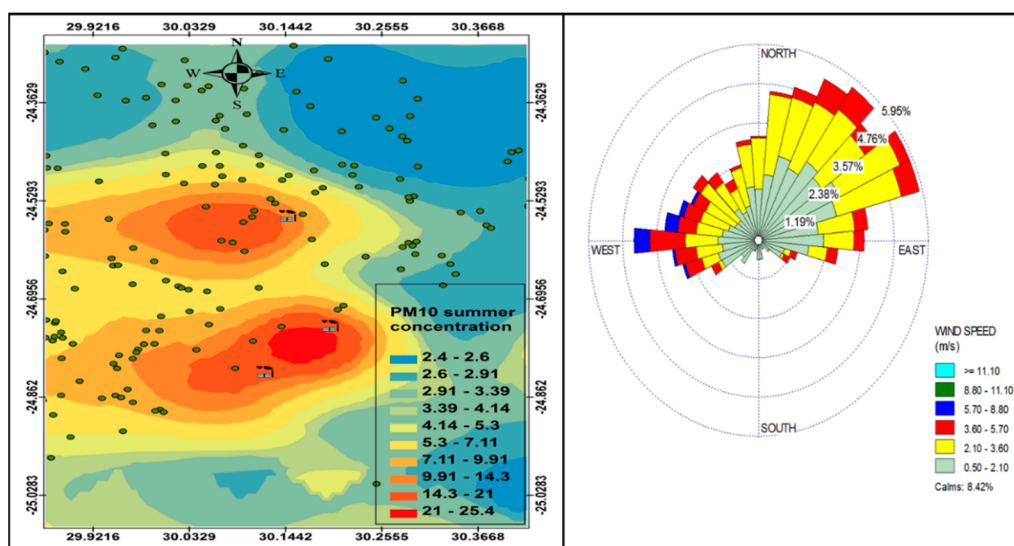 29.9216 30.0329 30.1442 30.2556 30.3668
N
W E
S
24.3629 24.3629
24.5293 24.5293
24.6956 24.6956
24.862 24.862
25.0283 25.0283
PM10 summer
concentration
2.4 - 2.6
2.6 - 2.91
2.91 - 3.39
3.39 - 4.14
4.14 - 5.3
5.3 - 7.11
7.11 - 9.91
9.91 - 14.3
14.3 - 21
21 - 25.4
29.9216 30.0329 30.1442 30.2556 30.3668
NORTH
5.95%
4.76%
3.57%
2.38%
1.19%
WEST EAST
SOUTH
WIND SPEED
(m/s)
>= 11.10
8.80 - 11.10
5.70 - 8.80
3.60 - 5.70
2.10 - 3.60
0.50 - 2.10
Calms: 8.42%